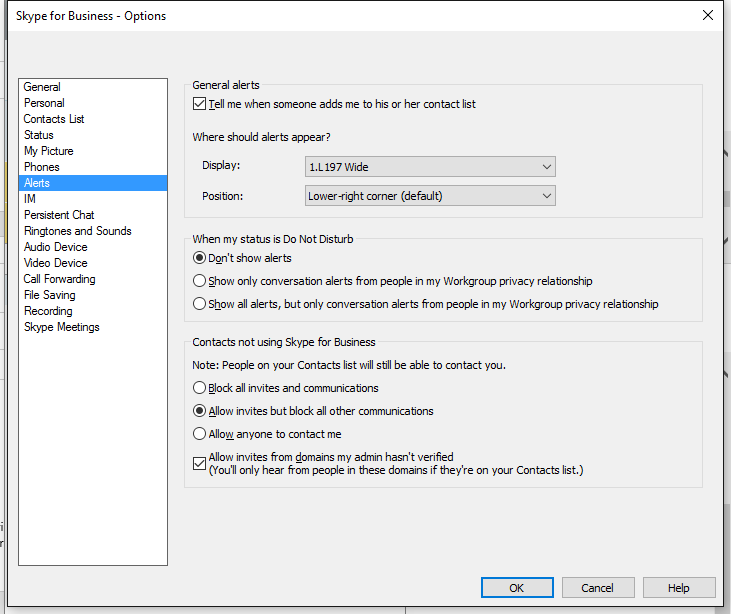 Skype for Business - Options
General
Personal
Contacts List
Status
My Picture
Phones
Alerts
IM
Persistent Chat
Ringtones and Sounds
Audio Device
Video Device
Call Forwarding
File Saving
Recording
Skype Meetings
General alerts
Tell me when someone adds me to his or her contact list
Where should alerts appear?
Display: 1.L197 Wide
Position: Lower-right corner (default)
When my status is Do Not Disturb
Don't show alerts
Show only conversation alerts from people in my Workgroup privacy relationship
Show all alerts, but only conversation alerts from people in my Workgroup privacy relationship
Contacts not using Skype for Business
Note: People on your Contacts list will still be able to contact you.
Block all invites and communications
Allow invites but block all other communications
Allow anyone to contact me
Allow invites from domains my admin hasn't verified
(You'll only hear from people in these domains if they're on your Contacts list.)
OK Cancel Help